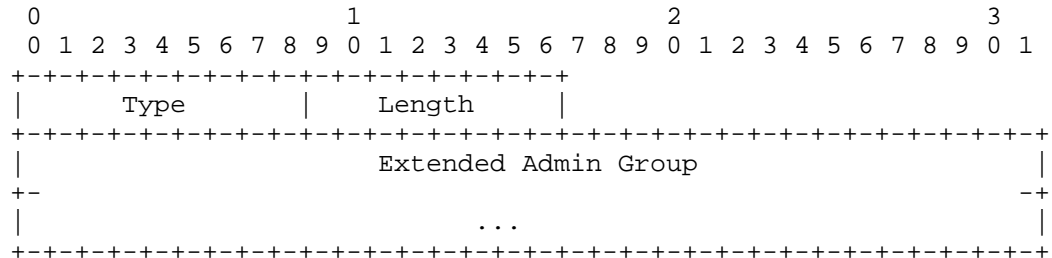 0                   1                   2                   3
 0 1 2 3 4 5 6 7 8 9 0 1 2 3 4 5 6 7 8 9 0 1 2 3 4 5 6 7 8 9 0 1
+-+-+-+-+-+-+-+-+-+-+-+-+-+-+-+-+-+
|      Type       |    Length     |
+-+-+-+-+-+-+-+-+-+-+-+-+-+-+-+-+-+-+-+-+-+-+-+-+-+-+-+-+-+-+-+-+
|                      Extended Admin Group                     |
+-                                                             -+
|                            ...                                |
+-+-+-+-+-+-+-+-+-+-+-+-+-+-+-+-+-+-+-+-+-+-+-+-+-+-+-+-+-+-+-+-+